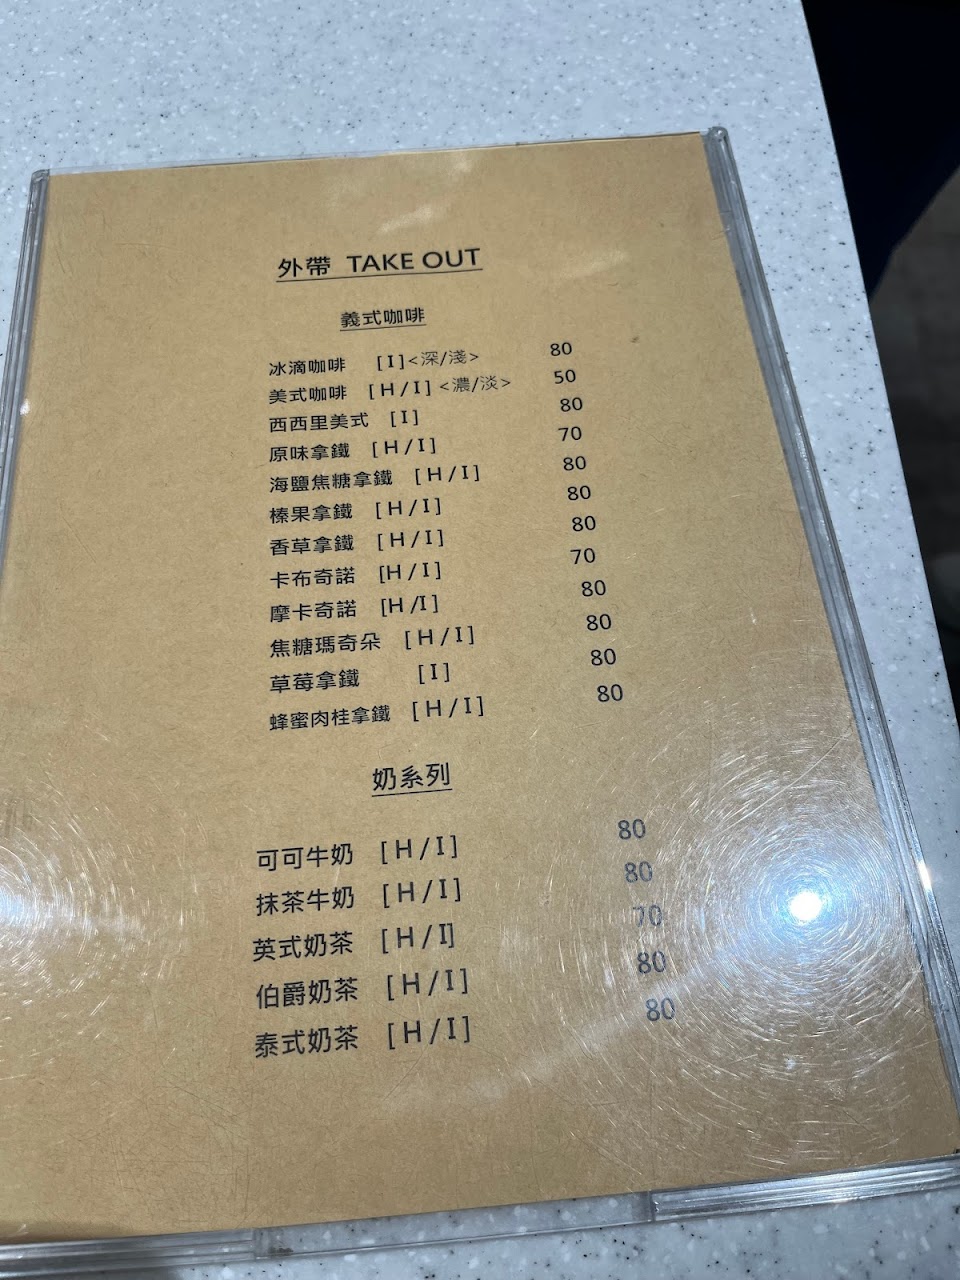 外帶 TAKE OUT
義式咖啡
冰滴咖啡 [I]<深/淺> 80
美式咖啡 [H/I] <濃/淡> 50
西西里美式 [I] 80
原味拿鐵 [H/I] 70
海鹽焦糖拿鐵 [H/I] 80
榛果拿鐵 [H/I] 80
香草拿鐵 [H/I] 80
卡布奇諾 [H/I] 70
摩卡奇諾 [H/I] 80
焦糖瑪奇朵 [H/I] 80
草莓拿鐵 [I] 80
蜂蜜肉桂拿鐵 [H/I] 80
奶系列
可可牛奶 [H/I] 80
抹茶牛奶 [H/I] 80
英式奶茶 [H/I] 70
伯爵奶茶 [H/I] 80
泰式奶茶 [H/I] 80